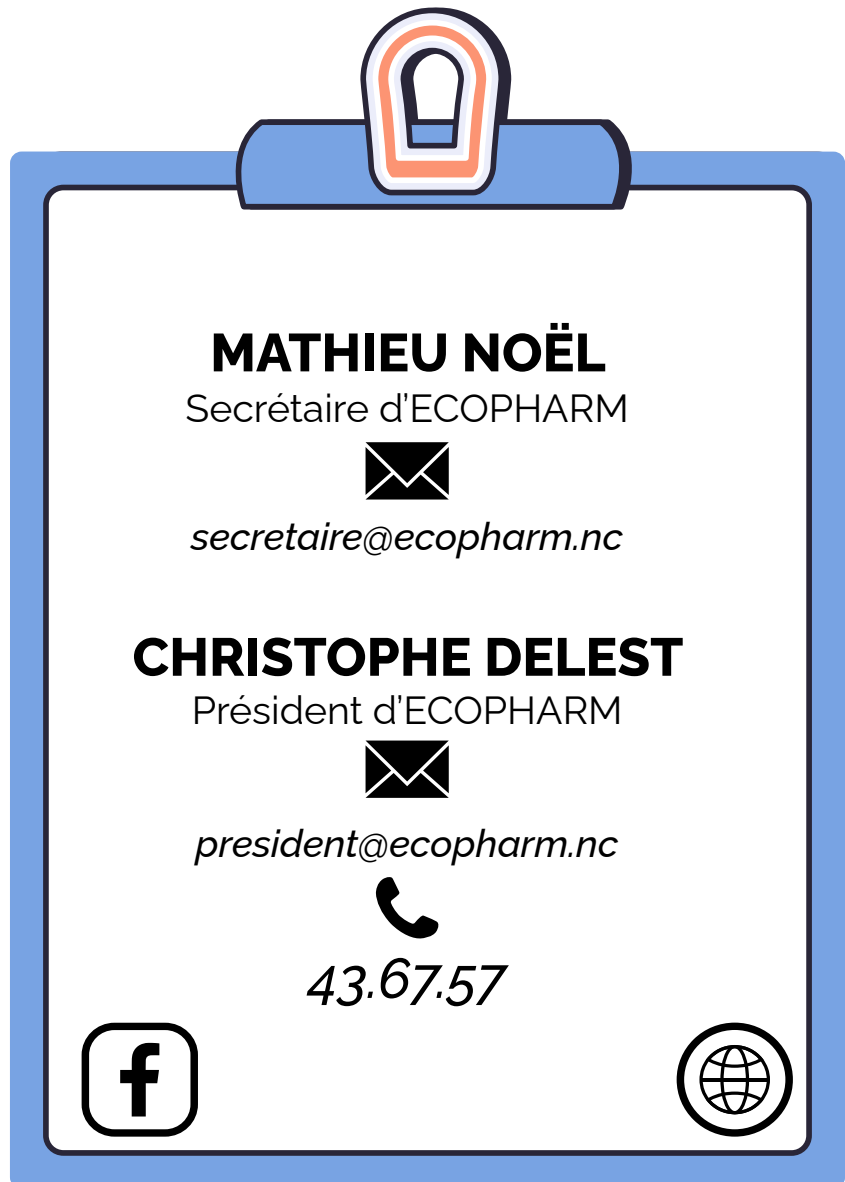 MATHIEU NOËL
Secrétaire d'ECOPHARM
secretaire@ecopharm.nc
CHRISTOPHE DELEST
Président d'ECOPHARM
president@ecopharm.nc
43.67.57
f